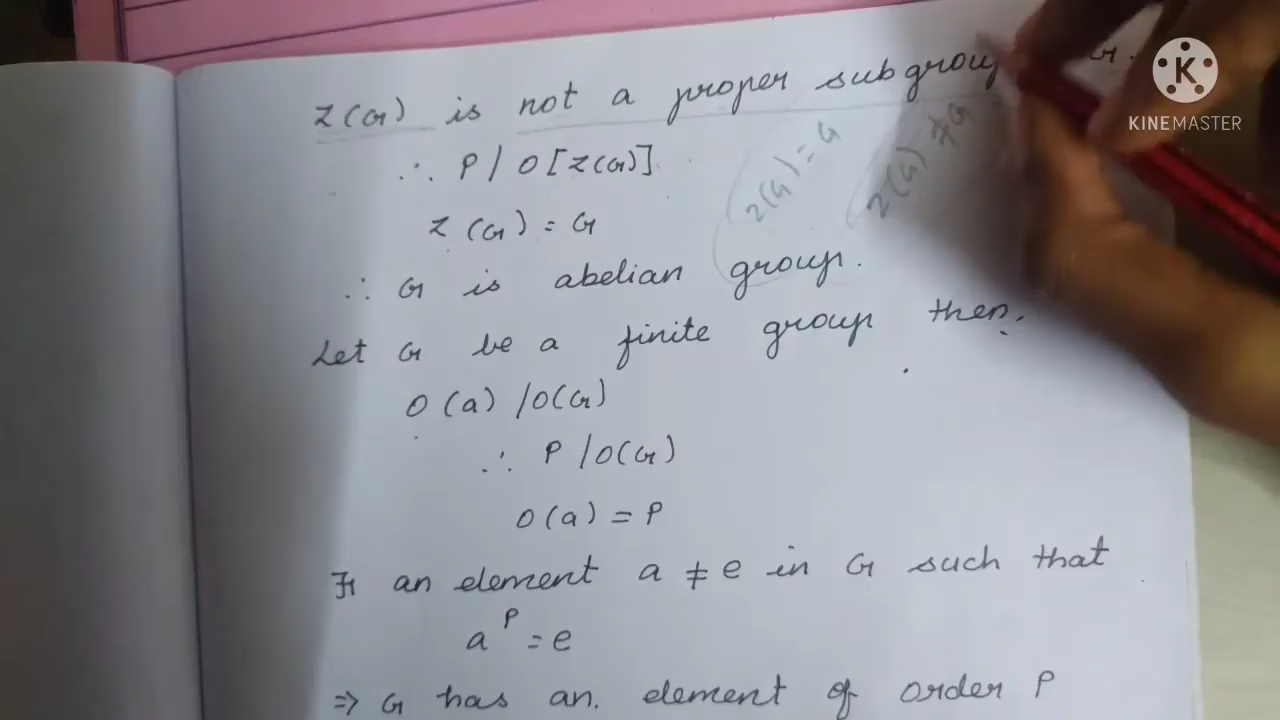 Z(G) is not a proper subgroup G.
∴ P / O[Z(G)]
Z(G) = G
Z(G) ≠ G
Z(G) = G
∴ G is abelian group.
Let G be a finite group then.
O(a) / O(G)
∴ P / O(G)
O(a) = P
∃ an element a ≠ e in G such that
a^P = e
⇒ G has an element of order P
K
KINEMASTER